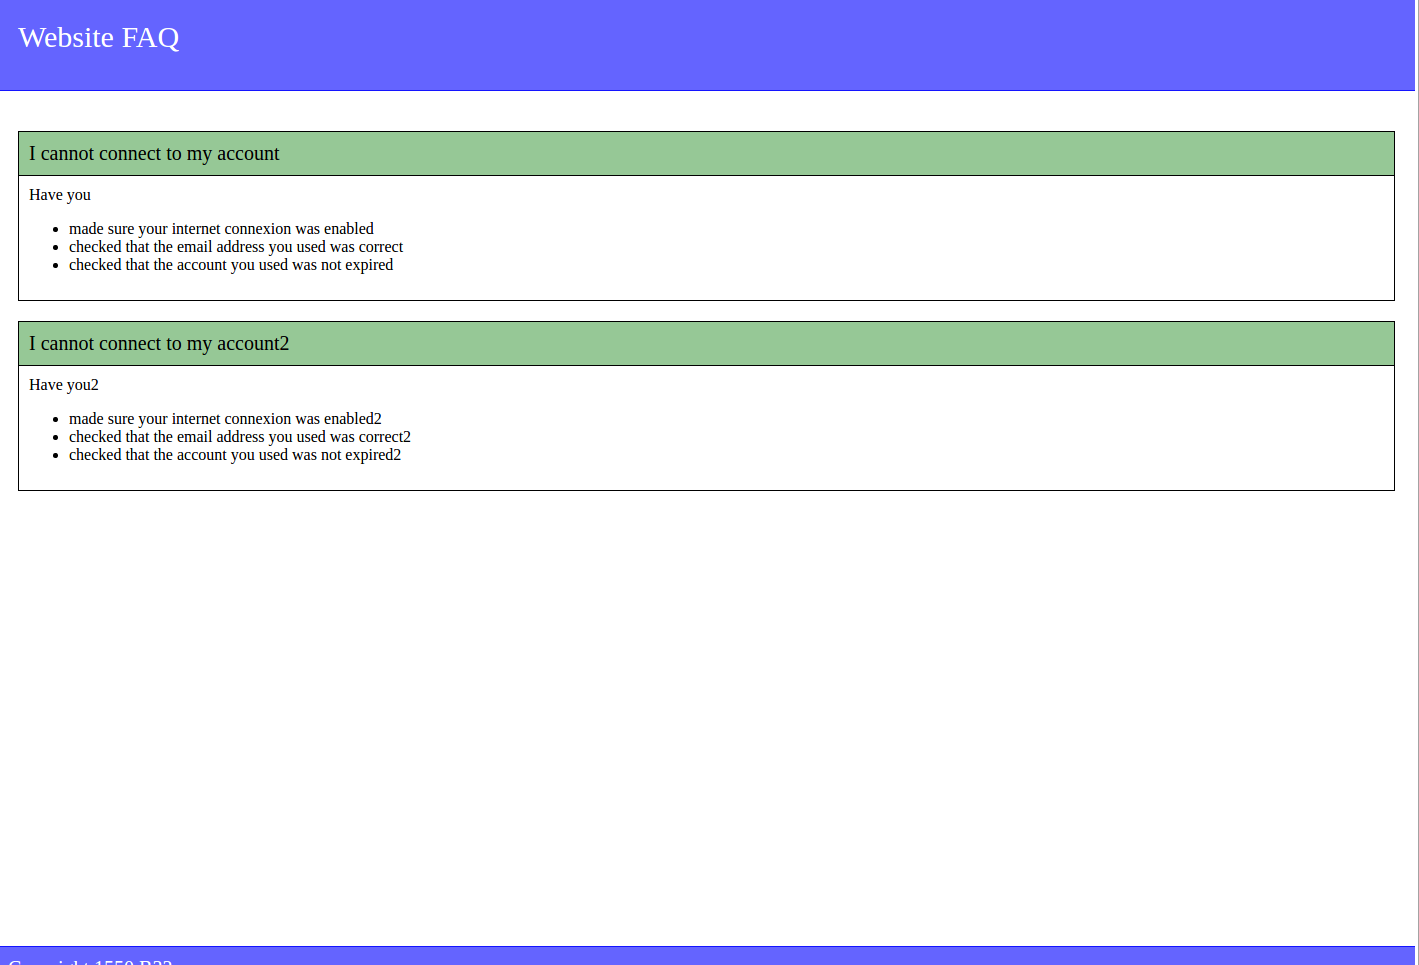 Website FAQ
I cannot connect to my account
Have you
made sure your internet connexion was enabled
checked that the email address you used was correct
checked that the account you used was not expired
I cannot connect to my account2
Have you2
made sure your internet connexion was enabled2
checked that the email address you used was correct2
checked that the account you used was not expired2